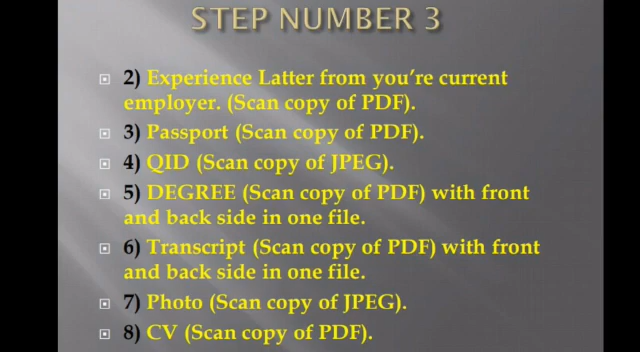 STEP NUMBER 3
2) Experience Latter from you're current
employer. (Scan copy of PDF).
3) Passport (Scan copy of PDF).
4) QID (Scan copy of JPEG).
5) DEGREE (Scan copy of PDF) with front
and back side in one file.
6) Transcript (Scan copy of PDF) with front
and back side in one file.
7) Photo (Scan copy of JPEG).
8) CV (Scan copy of PDF).